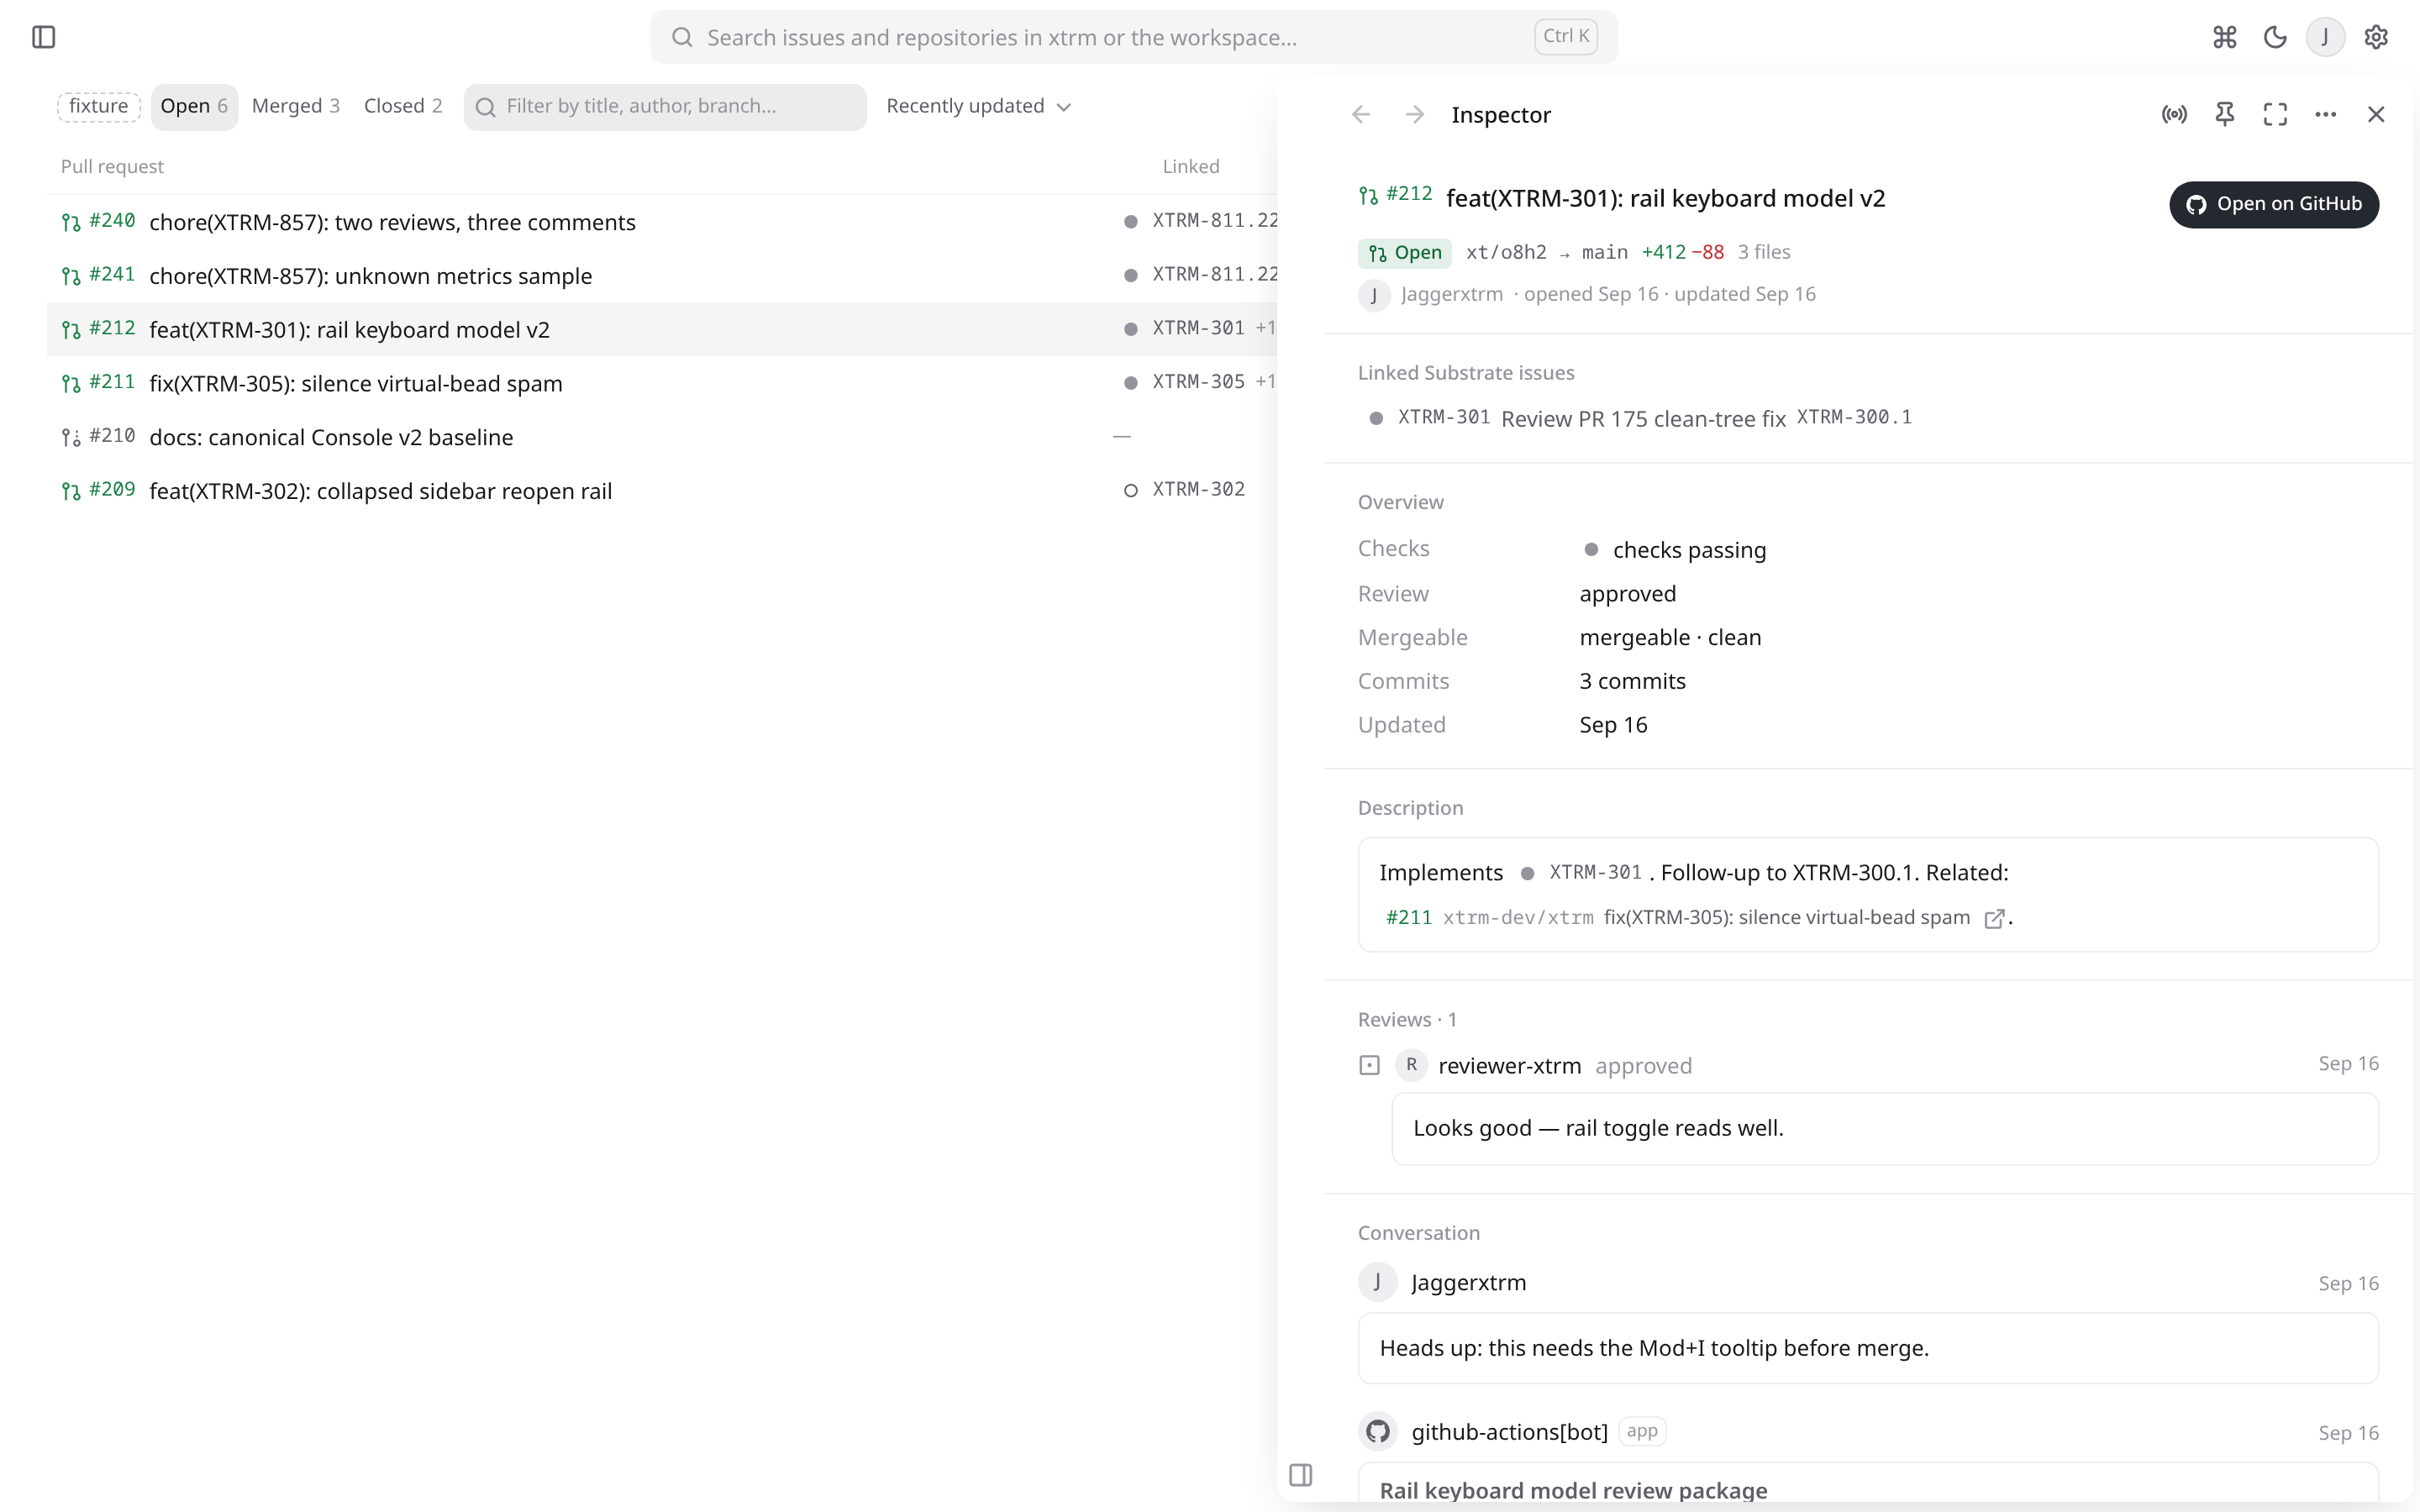 Search issues and repositories in xtrm or the workspace... Ctrl K J
fixture Open 6 Merged 3 Closed 2 Filter by title, author, branch... Recently updated
Pull request Linked
#240 chore(XTRM-857): two reviews, three comments XTRM-811.22
#241 chore(XTRM-857): unknown metrics sample XTRM-811.22
#212 feat(XTRM-301): rail keyboard model v2 XTRM-301 +1
#211 fix(XTRM-305): silence virtual-bead spam XTRM-305 +1
#210 docs: canonical Console v2 baseline —
#209 feat(XTRM-302): collapsed sidebar reopen rail XTRM-302
Inspector
#212 feat(XTRM-301): rail keyboard model v2 Open on GitHub
Open xt/o8h2 → main +412 −88 3 files
J Jaggerxtrm · opened Sep 16 · updated Sep 16
Linked Substrate issues
XTRM-301 Review PR 175 clean-tree fix XTRM-300.1
Overview
Checks checks passing
Review approved
Mergeable mergeable · clean
Commits 3 commits
Updated Sep 16
Description
Implements XTRM-301 . Follow-up to XTRM-300.1. Related:
#211 xtrm-dev/xtrm fix(XTRM-305): silence virtual-bead spam .
Reviews · 1
R reviewer-xtrm approved Sep 16
Looks good — rail toggle reads well.
Conversation
J Jaggerxtrm Sep 16
Heads up: this needs the Mod+I tooltip before merge.
github-actions[bot] app Sep 16
Rail keyboard model review package